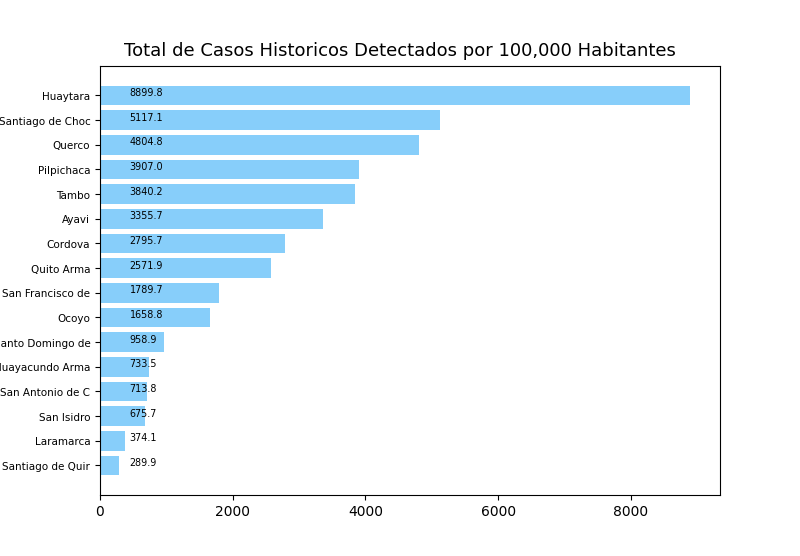 Total de Casos Historicos Detectados por 100,000 Habitantes
Huaytara 8899.8
Santiago de Choc 5117.1
Querco 4804.8
Pilpichaca 3907.0
Tambo 3840.2
Ayavi 3355.7
Cordova 2795.7
Quito Arma 2571.9
San Francisco de 1789.7
Ocoyo 1658.8
anto Domingo de 958.9
uayacundo Arma 733.5
San Antonio de C 713.8
San Isidro 675.7
Laramarca 374.1
Santiago de Quir 289.9
0 2000 4000 6000 8000